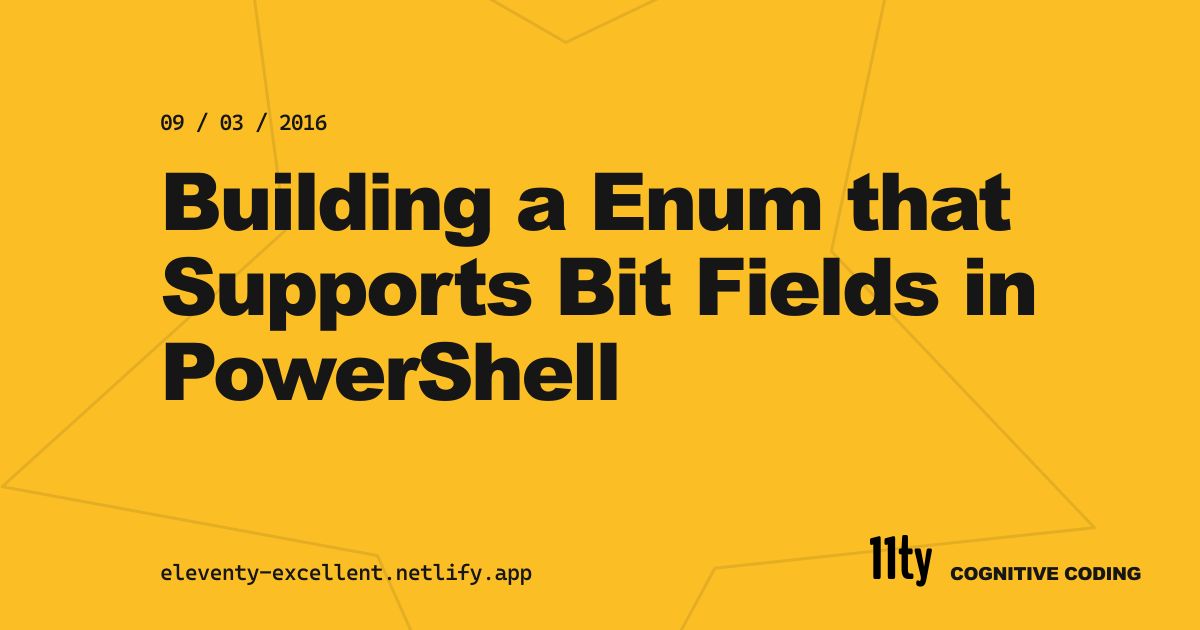 09 / 03 / 2016
Building a Enum that
Supports Bit Fields in
PowerShell
eleventy-excellent.netlify.app
11ty COGNITIVE CODING